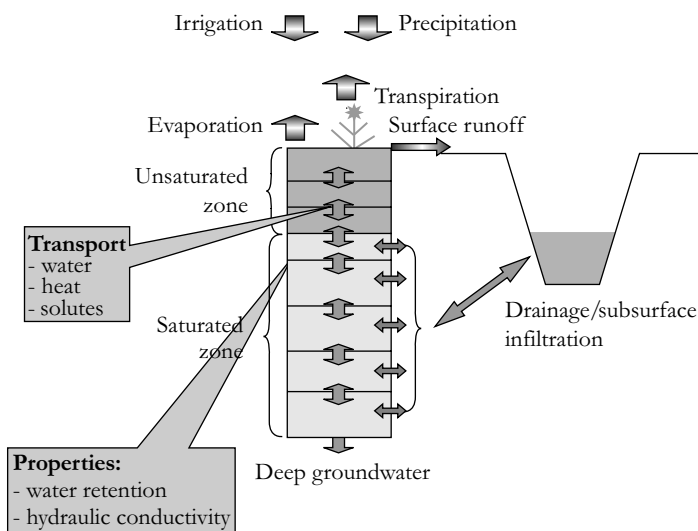 Irrigation
Precipitation
Transpiration
Evaporation
Surface runoff
Unsaturated
zone
Transport
- water
- heat
- solutes
Drainage/subsurface
infiltration
Saturated
zone
Properties:
- water retention
- hydraulic conductivity
Deep groundwater